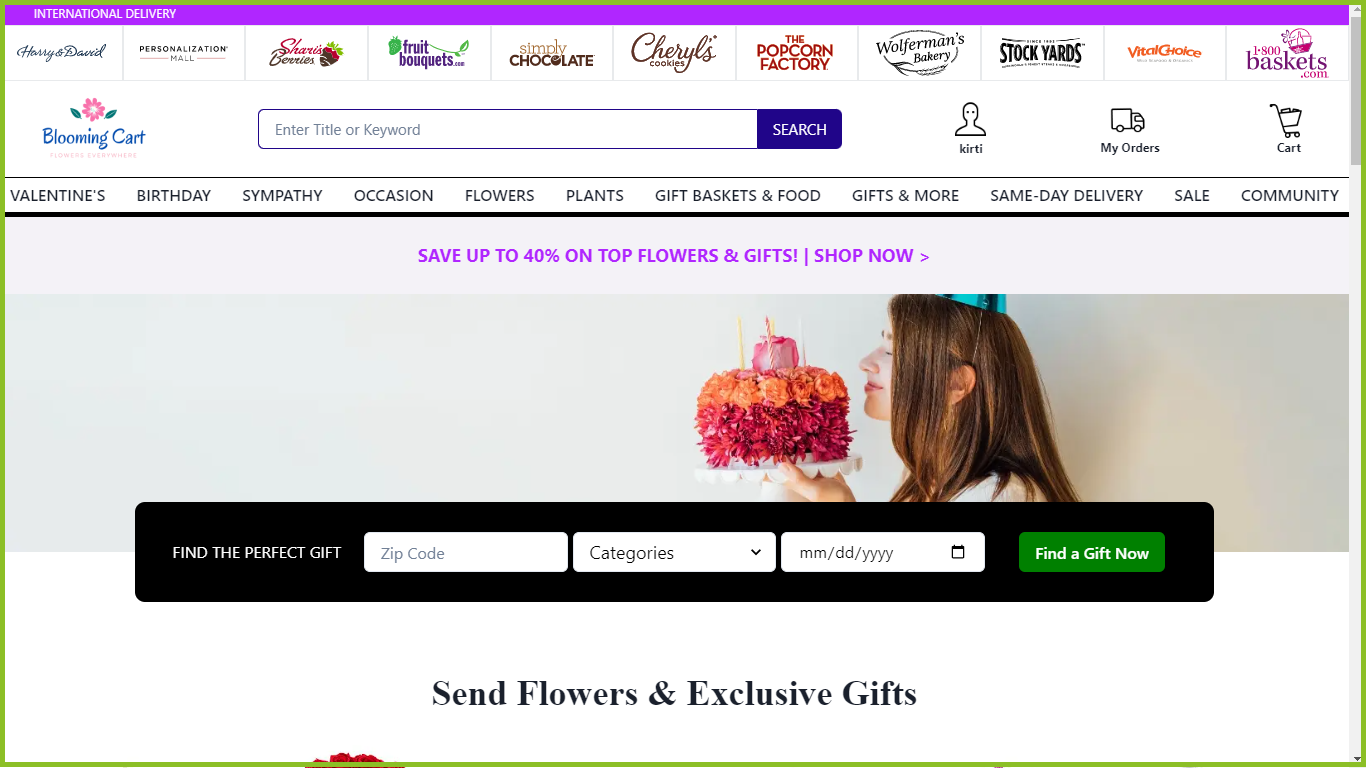 INTERNATIONAL DELIVERY
Harry & David
PERSONALIZATION
MALL
Shari's
Berries
fruit
bouquets.com
simply
CHOCOLATE
Cheryl's
COOKIES
THE
POPCORN
FACTORY
Wolferman's
Bakery
SINCE 1893
STOCK YARDS
VitalChoice
1·800
baskets
.com
Blooming Cart
FLOWERS EVERYWHERE
Enter Title or Keyword
SEARCH
kirti
My Orders
Cart
VALENTINE'S BIRTHDAY SYMPATHY OCCASION FLOWERS PLANTS GIFT BASKETS & FOOD GIFTS & MORE SAME-DAY DELIVERY SALE COMMUNITY
SAVE UP TO 40% ON TOP FLOWERS & GIFTS! | SHOP NOW >
FIND THE PERFECT GIFT Zip Code Categories mm/dd/yyyy Find a Gift Now
Send Flowers & Exclusive Gifts